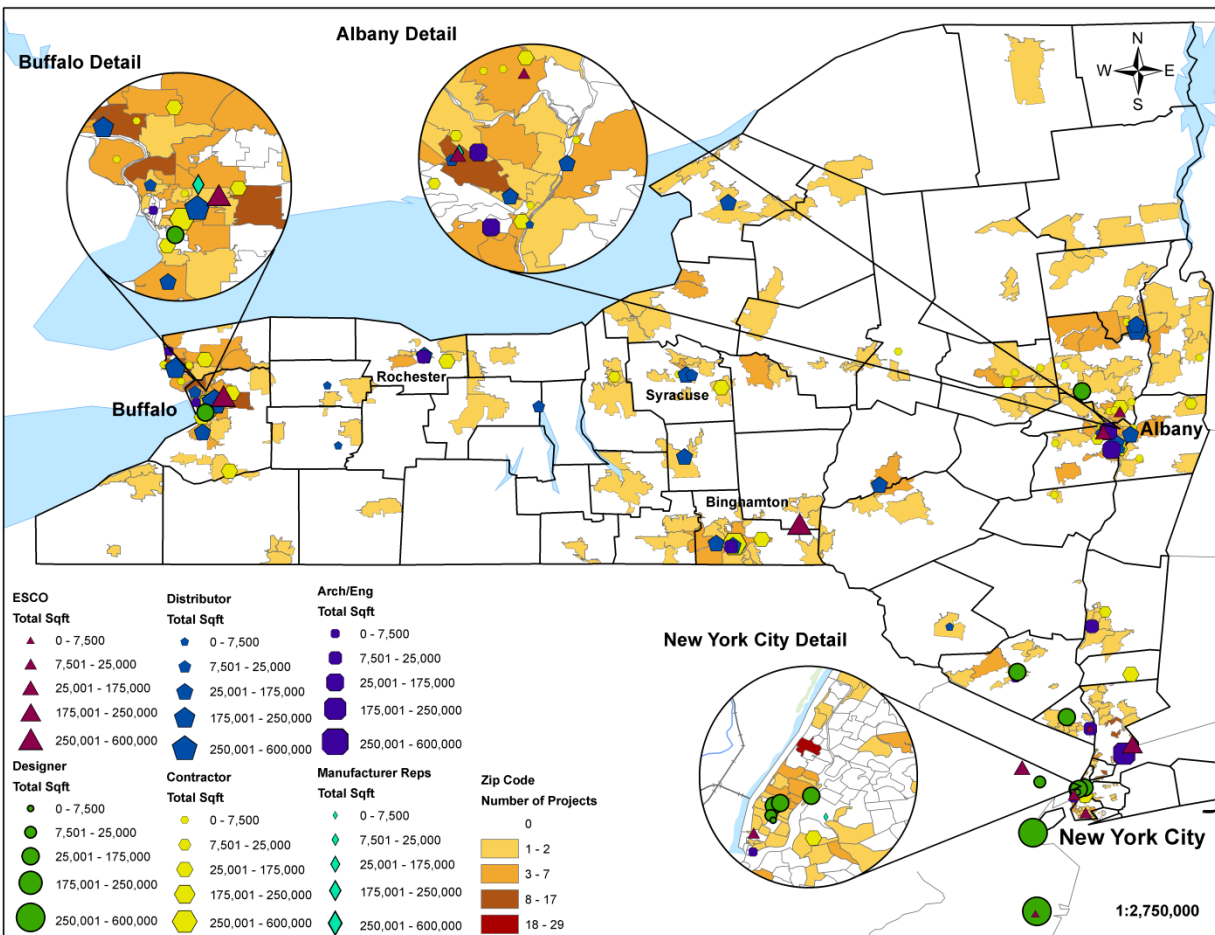 Albany Detail
Buffalo Detail
N
W E
S
Rochester
Syracuse
Buffalo
Albany
Binghamton
New York City Detail
New York City
1:2,750,000
ESCO
Total Sqft
0 - 7,500
7,501 - 25,000
25,001 - 175,000
175,001 - 250,000
250,001 - 600,000
Distributor
Total Sqft
0 - 7,500
7,501 - 25,000
25,001 - 175,000
175,001 - 250,000
250,001 - 600,000
Arch/Eng
Total Sqft
0 - 7,500
7,501 - 25,000
25,001 - 175,000
175,001 - 250,000
250,001 - 600,000
Designer
Total Sqft
0 - 7,500
7,501 - 25,000
25,001 - 175,000
175,001 - 250,000
250,001 - 600,000
Contractor
Total Sqft
0 - 7,500
7,501 - 25,000
25,001 - 175,000
175,001 - 250,000
250,001 - 600,000
Manufacturer Reps
Total Sqft
0 - 7,500
7,501 - 25,000
25,001 - 175,000
175,001 - 250,000
250,001 - 600,000
Zip Code
Number of Projects
0
1 - 2
3 - 7
8 - 17
18 - 29